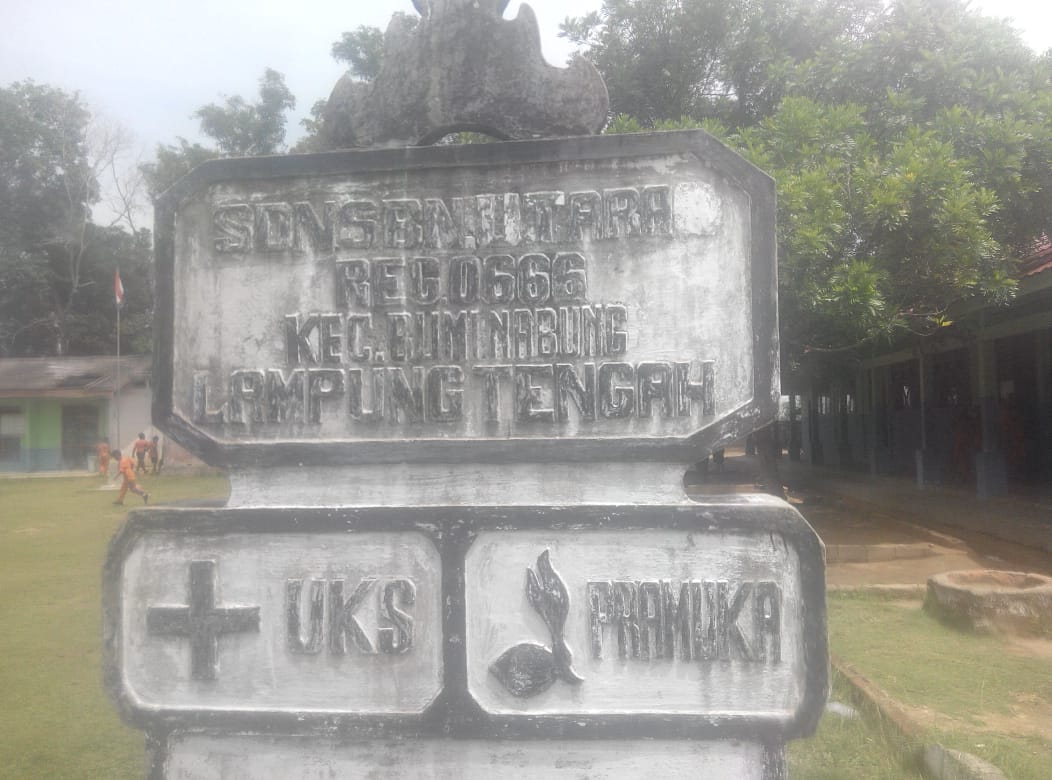 SDN SBN. UTARA
REG.0666
KEC. BUMI NABUNG
LAMPUNG TENGAH
UKS
PRAMUKA